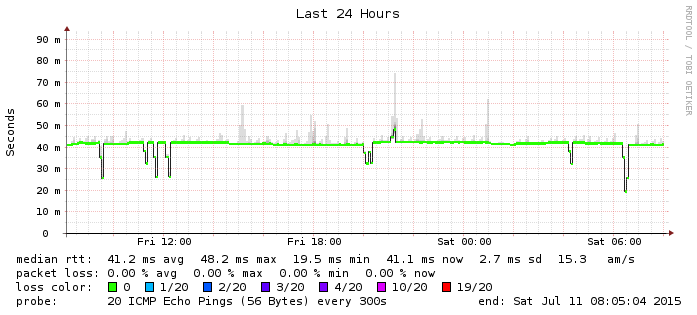 Last 24 Hours
RRDTOOL / TOBI OETIKER
Seconds
90 m
80 m
70 m
60 m
50 m
40 m
30 m
20 m
10 m
0
Fri 12:00 Fri 18:00 Sat 00:00 Sat 06:00
median rtt: 41.2 ms avg 48.2 ms max 19.5 ms min 41.1 ms now 2.7 ms sd 15.3 am/s
packet loss: 0.00 % avg 0.00 % max 0.00 % min 0.00 % now
loss color: 0 1/20 2/20 3/20 4/20 10/20 19/20
probe: 20 ICMP Echo Pings (56 Bytes) every 300s end: Sat Jul 11 08:05:04 2015